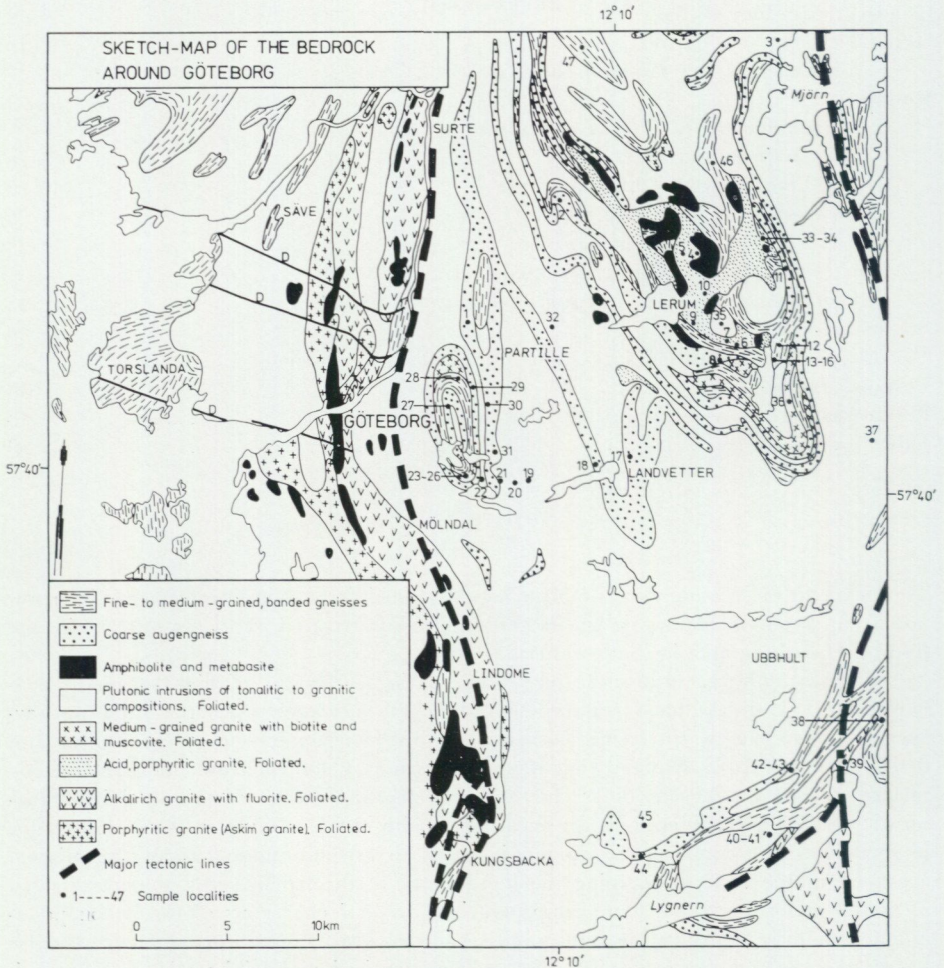 12°10'
SKETCH-MAP OF THE BEDROCK
AROUND GÖTEBORG
47
3
Mjörn
SURTE
46
SÄVE
33-34
D
D
10
LERUM
9
35
7
6
12
32
8
13-16
PARTILLE
TORSLANDA
28
29
36
27
30
D
GÖTEBORG
37
31
57°40'
23-26
21
19
18
17
LANDVETTER
22
20
57°40'
MÖLNDAL
Fine- to medium-grained, banded gneisses
Coarse augengneiss
UBBHULT
Amphibolite and metabasite
LINDOME
Plutonic intrusions of tonalitic to granitic
compositions. Foliated.
38
Medium-grained granite with biotite and
muscovite. Foliated.
42-43
39
Acid, porphyritic granite. Foliated.
Alkalirich granite with fluorite. Foliated.
45
40-41
Porphyritic granite (Askim granite). Foliated.
44
KUNGSBACKA
Major tectonic lines
1----47 Sample localities
Lygnern
0 5 10km
12°10'